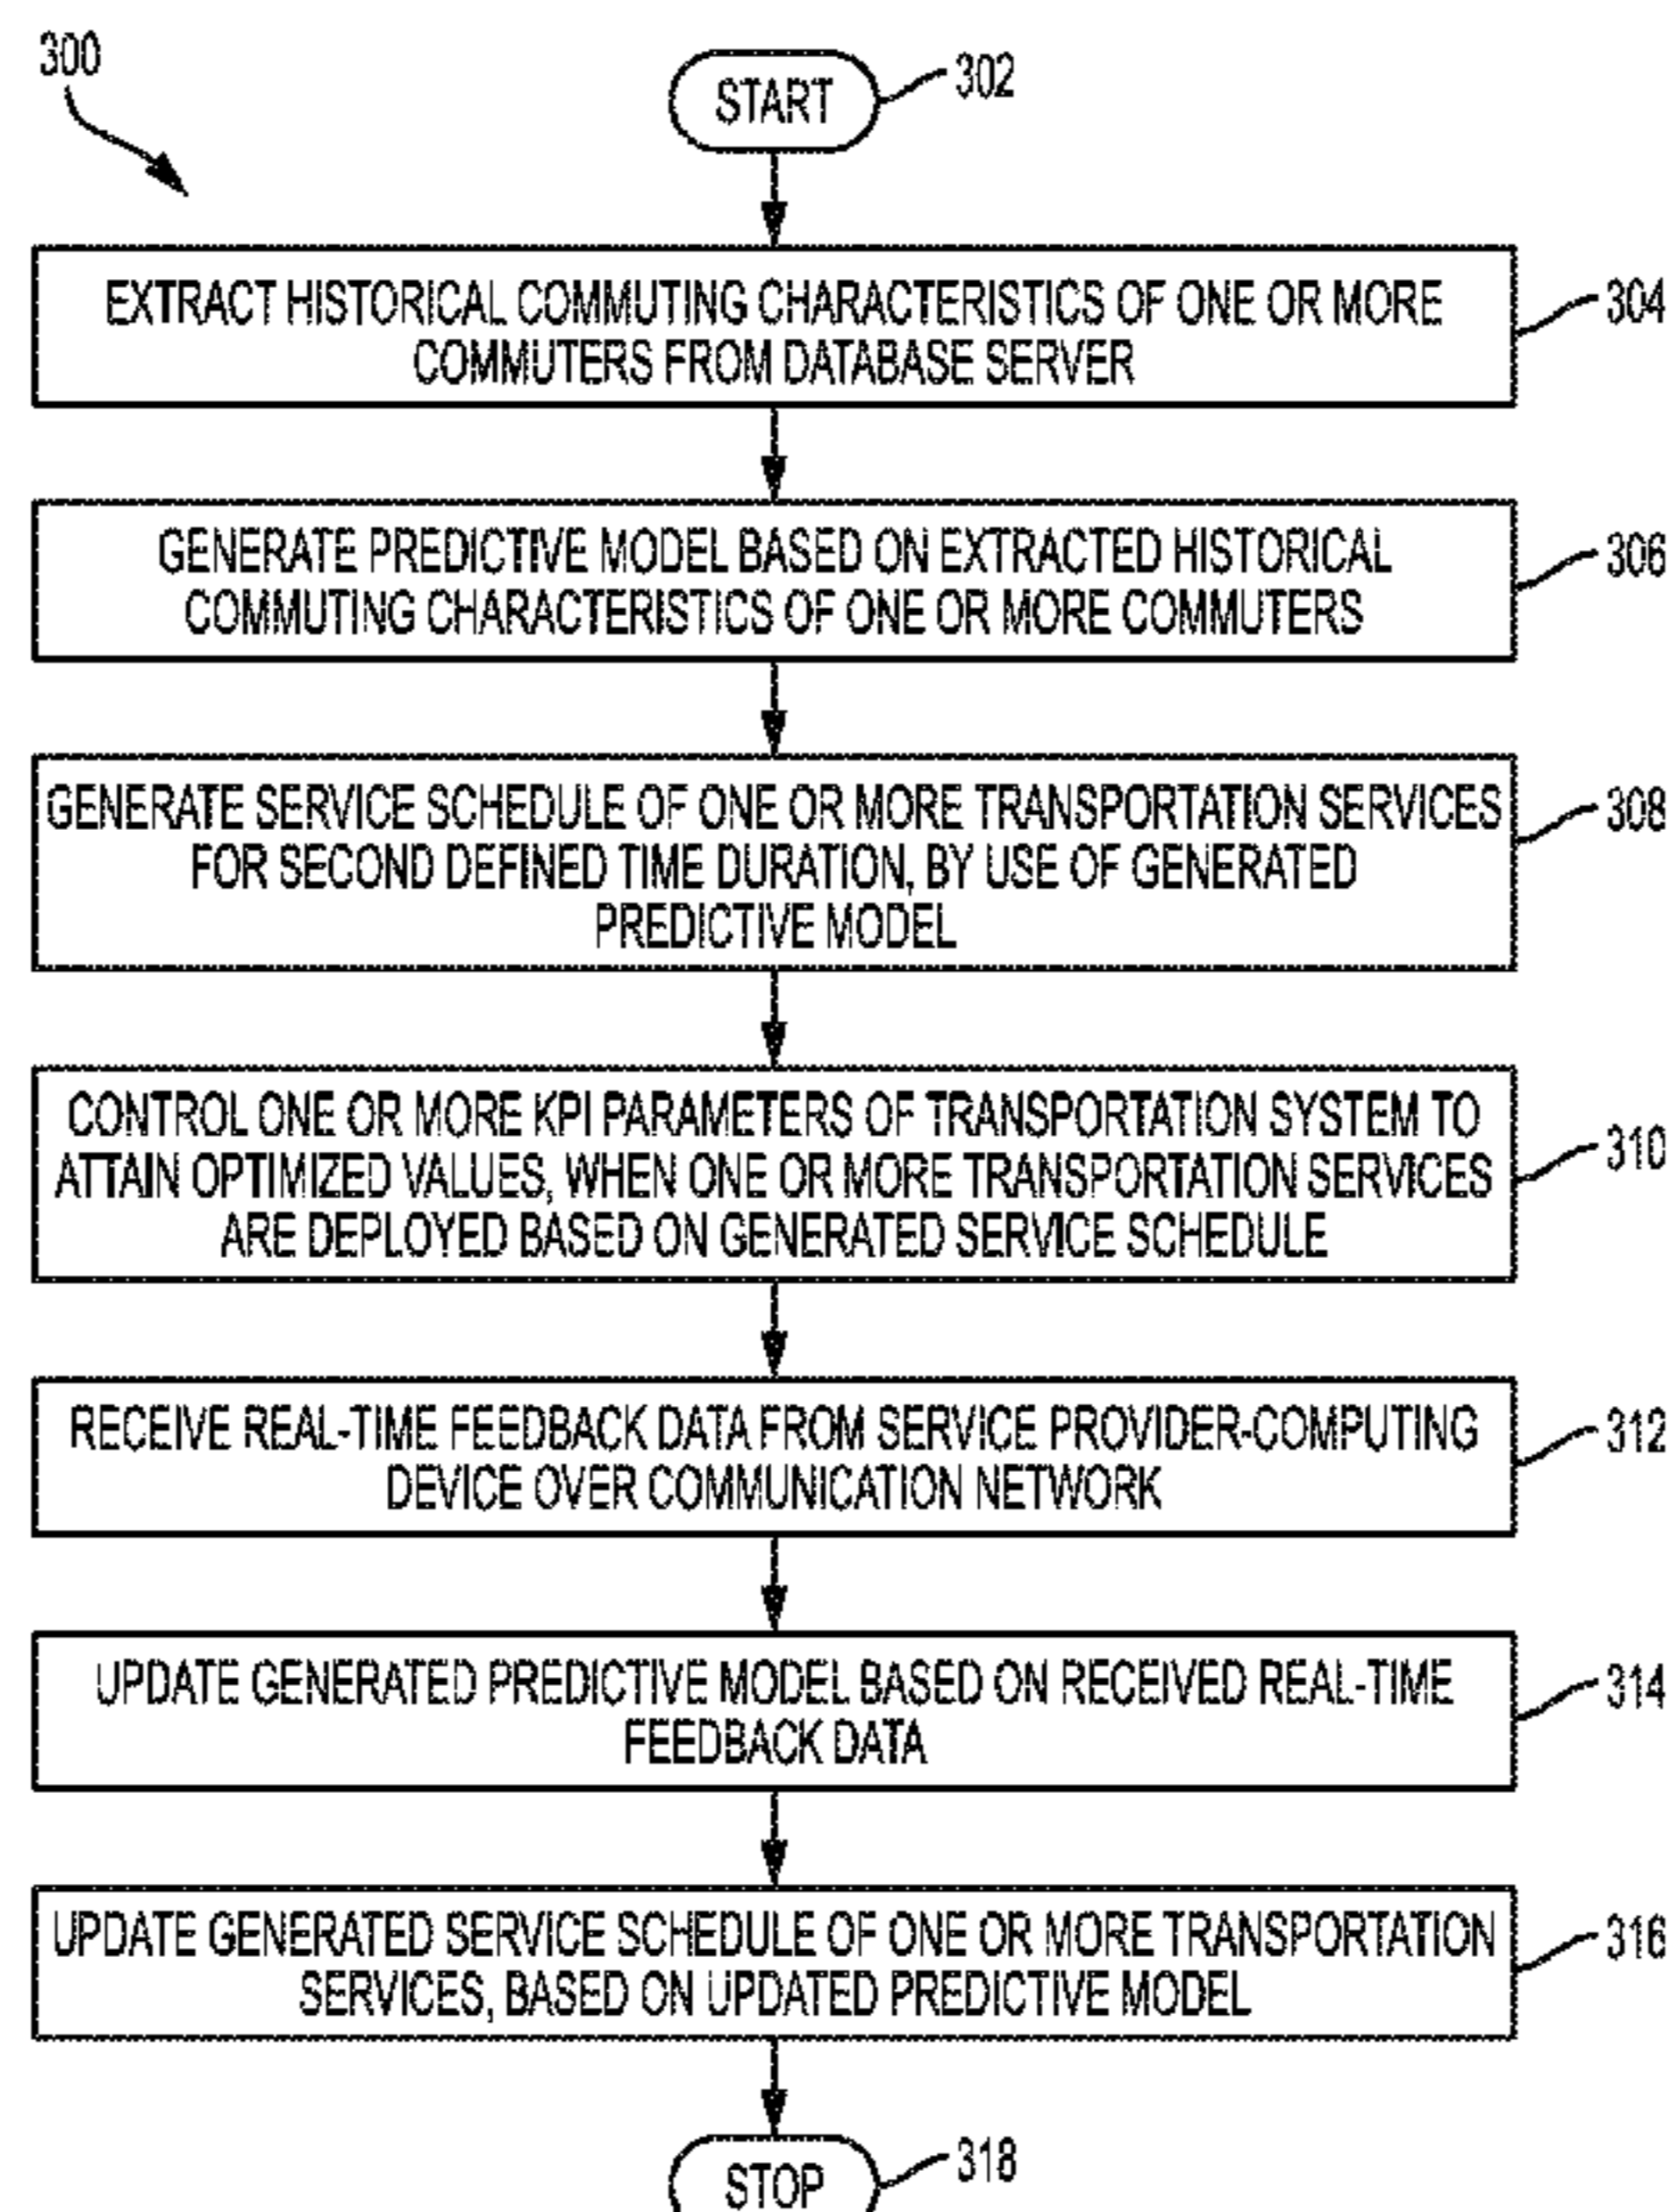 300
START
302
EXTRACT HISTORICAL COMMUTING CHARACTERISTICS OF ONE OR MORE
COMMUTERS FROM DATABASE SERVER
304
GENERATE PREDICTIVE MODEL BASED ON EXTRACTED HISTORICAL
COMMUTING CHARACTERISTICS OF ONE OR MORE COMMUTERS
306
GENERATE SERVICE SCHEDULE OF ONE OR MORE TRANSPORTATION SERVICES
FOR SECOND DEFINED TIME DURATION, BY USE OF GENERATED
PREDICTIVE MODEL
308
CONTROL ONE OR MORE KPI PARAMETERS OF TRANSPORTATION SYSTEM TO
ATTAIN OPTIMIZED VALUES, WHEN ONE OR MORE TRANSPORTATION SERVICES
ARE DEPLOYED BASED ON GENERATED SERVICE SCHEDULE
310
RECEIVE REAL-TIME FEEDBACK DATA FROM SERVICE PROVIDER-COMPUTING
DEVICE OVER COMMUNICATION NETWORK
312
UPDATE GENERATED PREDICTIVE MODEL BASED ON RECEIVED REAL-TIME
FEEDBACK DATA
314
UPDATE GENERATED SERVICE SCHEDULE OF ONE OR MORE TRANSPORTATION
SERVICES, BASED ON UPDATED PREDICTIVE MODEL
316
STOP
318